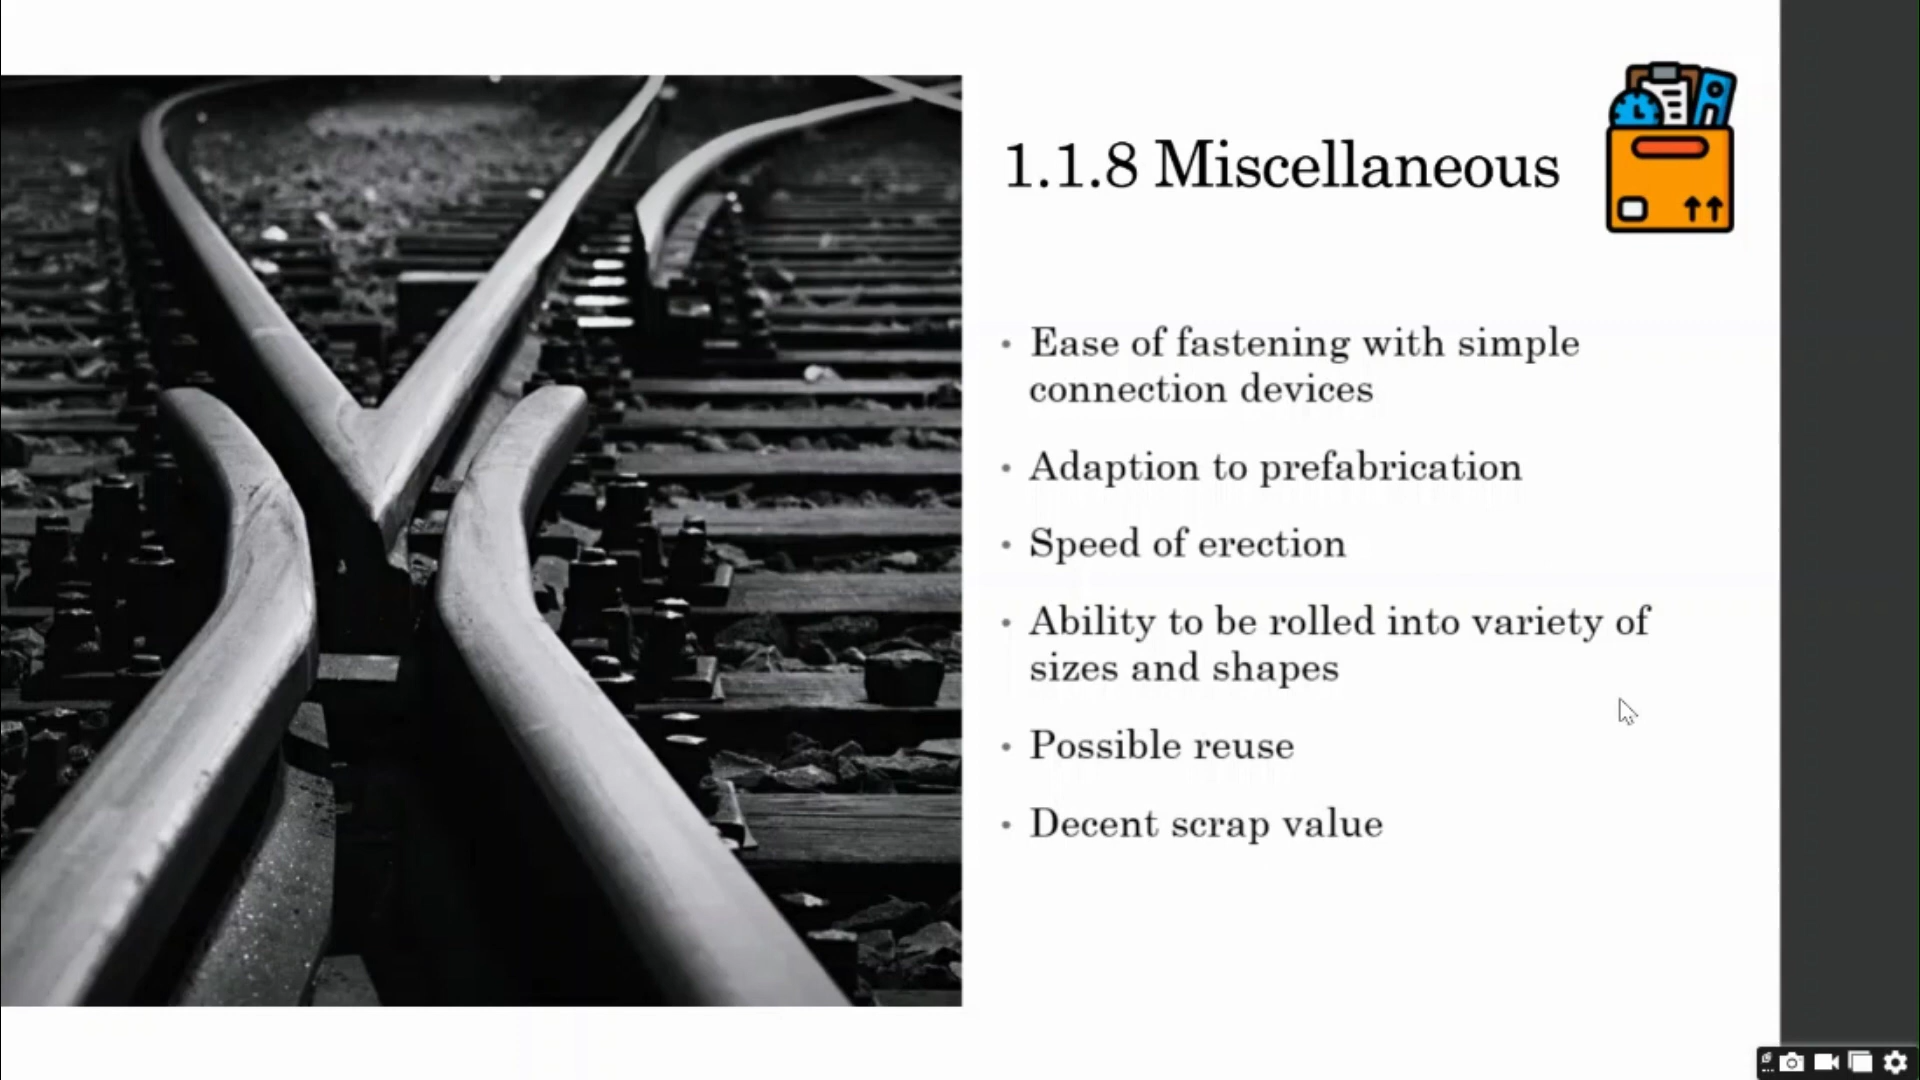 1.1.8 Miscellaneous
• Ease of fastening with simple
connection devices
• Adaption to prefabrication
• Speed of erection
• Ability to be rolled into variety of
sizes and shapes
• Possible reuse
• Decent scrap value